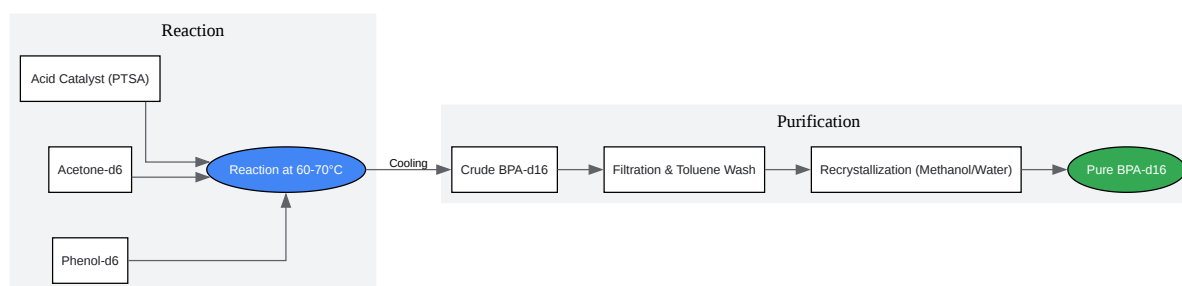 Reaction
Acid Catalyst (PTSA)
Acetone-d6
Phenol-d6
Reaction at 60-70°C
Cooling
Purification
Crude BPA-d16
Filtration & Toluene Wash
Recrystallization (Methanol/Water)
Pure BPA-d16